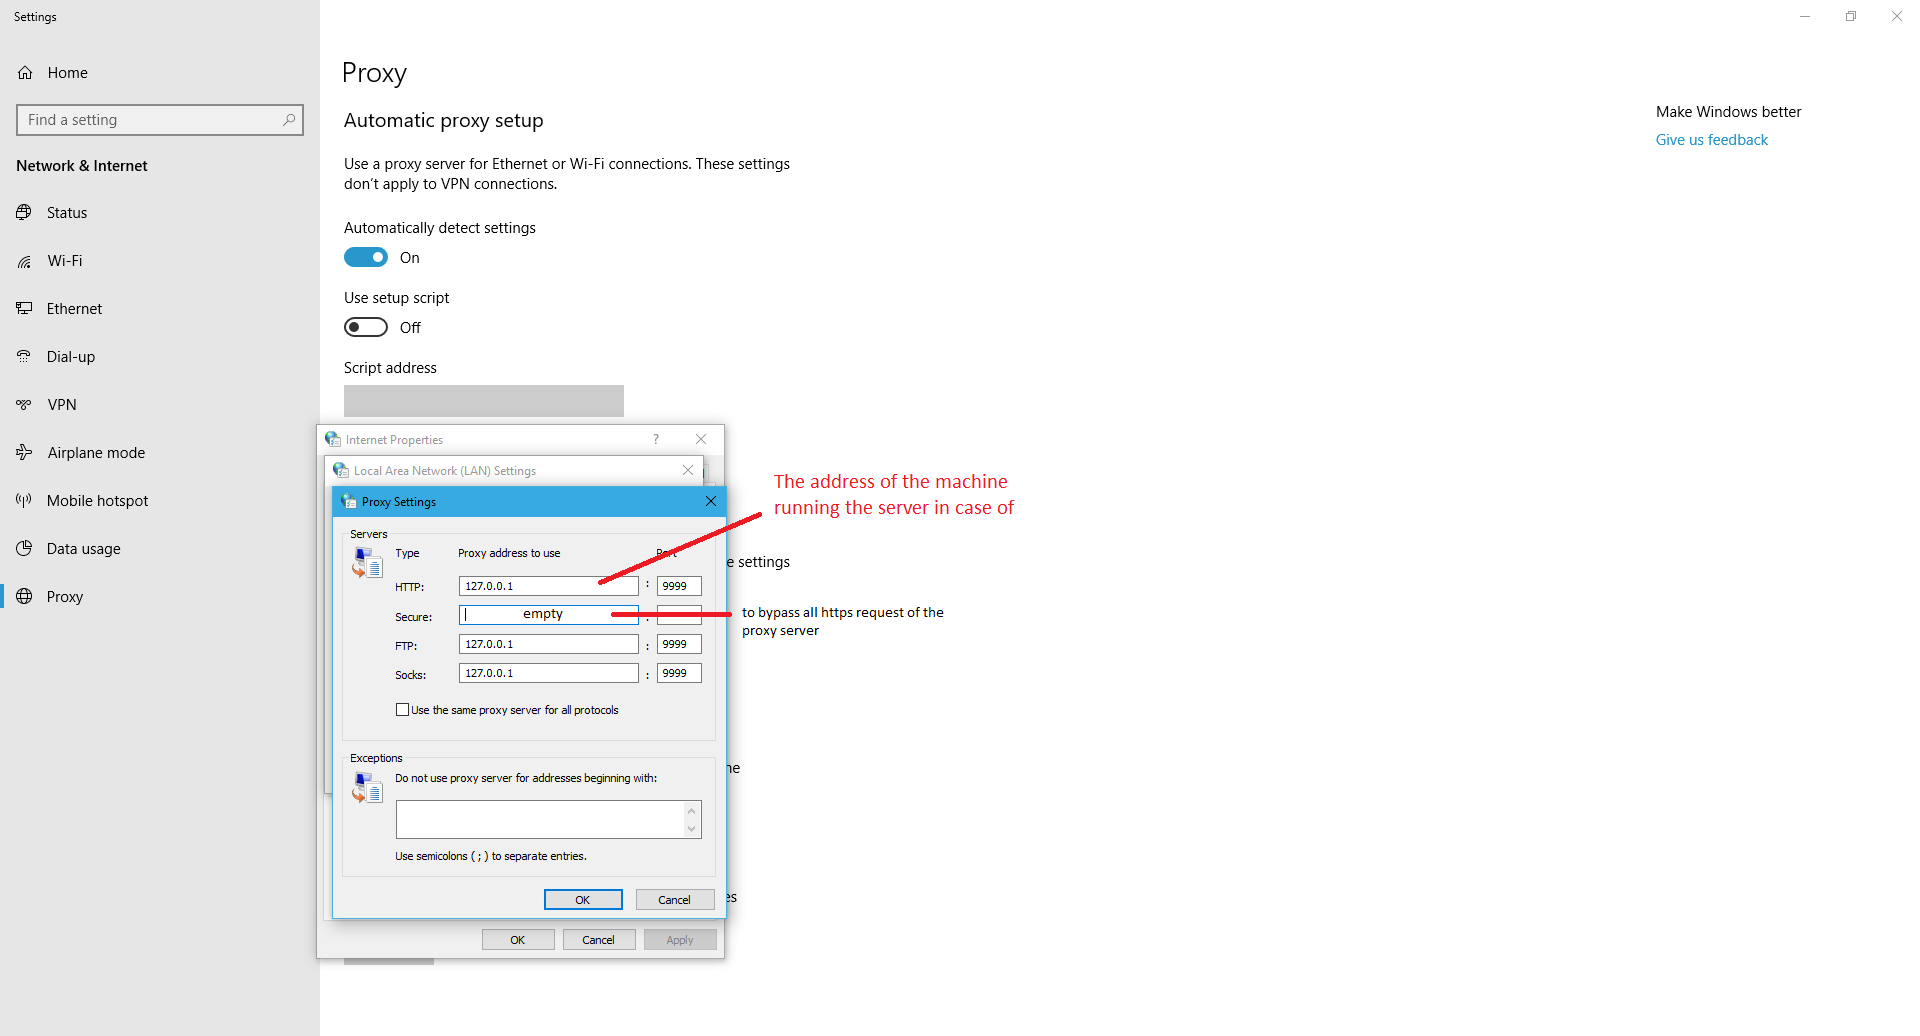 Settings
Home
Find a setting
Network & Internet
Status
Wi-Fi
Ethernet
Dial-up
VPN
Airplane mode
Mobile hotspot
Data usage
Proxy
Proxy
Automatic proxy setup
Use a proxy server for Ethernet or Wi-Fi connections. These settings
don't apply to VPN connections.
Automatically detect settings
On
Use setup script
Off
Script address
Make Windows better
Give us feedback
Internet Properties ?
Local Area Network (LAN) Settings
Proxy Settings
Servers
Type Proxy address to use Port
HTTP: 127.0.0.1 : 9999
Secure: empty :
FTP: 127.0.0.1 : 9999
Socks: 127.0.0.1 : 9999
Use the same proxy server for all protocols
Exceptions
Do not use proxy server for addresses beginning with:
Use semicolons ( ; ) to separate entries.
OK Cancel
OK Cancel Apply
The address of the machine
running the server in case of
e settings
to bypass all https request of the
proxy server
ne
es